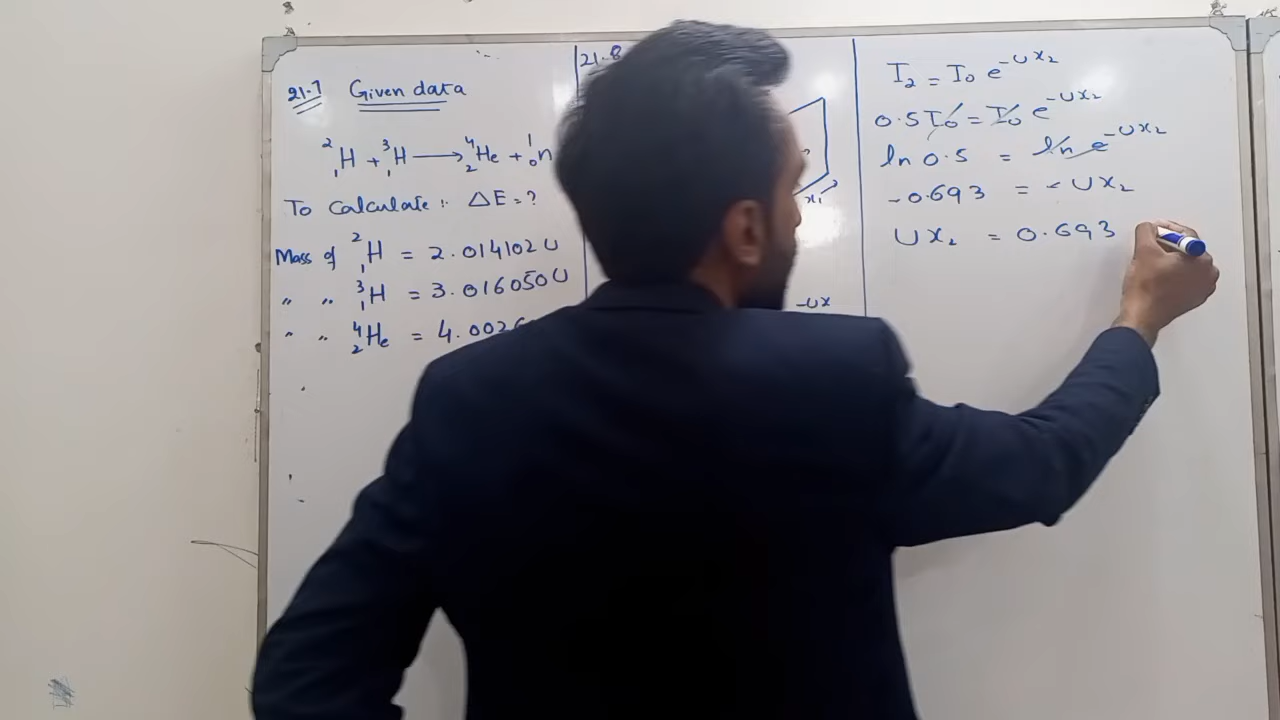 21.7 Given data
²₁H + ³₁H ⟶ ⁴₂He + ¹₀n
To Calculate : ΔE = ?
Mass of ²₁H = 2.014102 U
" " ³₁H = 3.016050 U
" " ⁴₂He = 4.002
21.8
x₁
-Ux
I₂ = I₀ e^-Ux₂
0.5 I₀ = I₀ e^-Ux₂
ln 0.5 = ln e^-Ux₂
-0.693 = -Ux₂
Ux₂ = 0.693